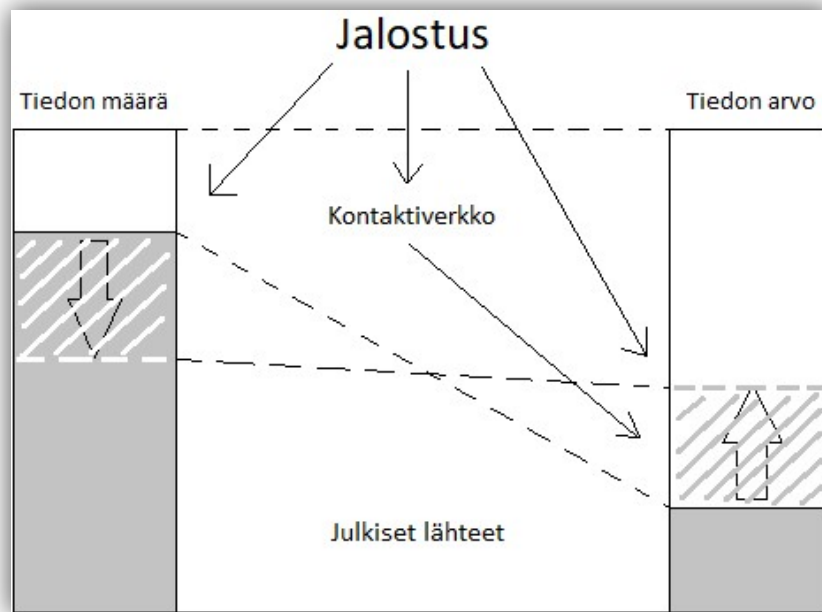 Jalostus
Tiedon määrä
Tiedon arvo
Kontaktiverkko
Julkiset lähteet